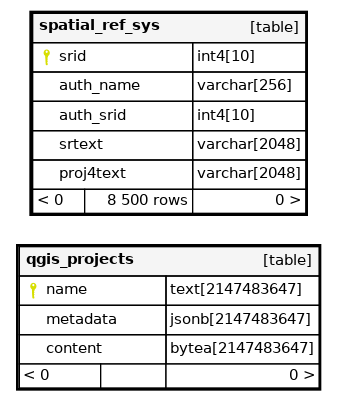 spatial_ref_sys [table]
srid int4[10]
auth_name varchar[256]
auth_srid int4[10]
srtext varchar[2048]
proj4text varchar[2048]
< 0 8 500 rows 0 >
qgis_projects [table]
name text[2147483647]
metadata jsonb[2147483647]
content bytea[2147483647]
< 0 0 >